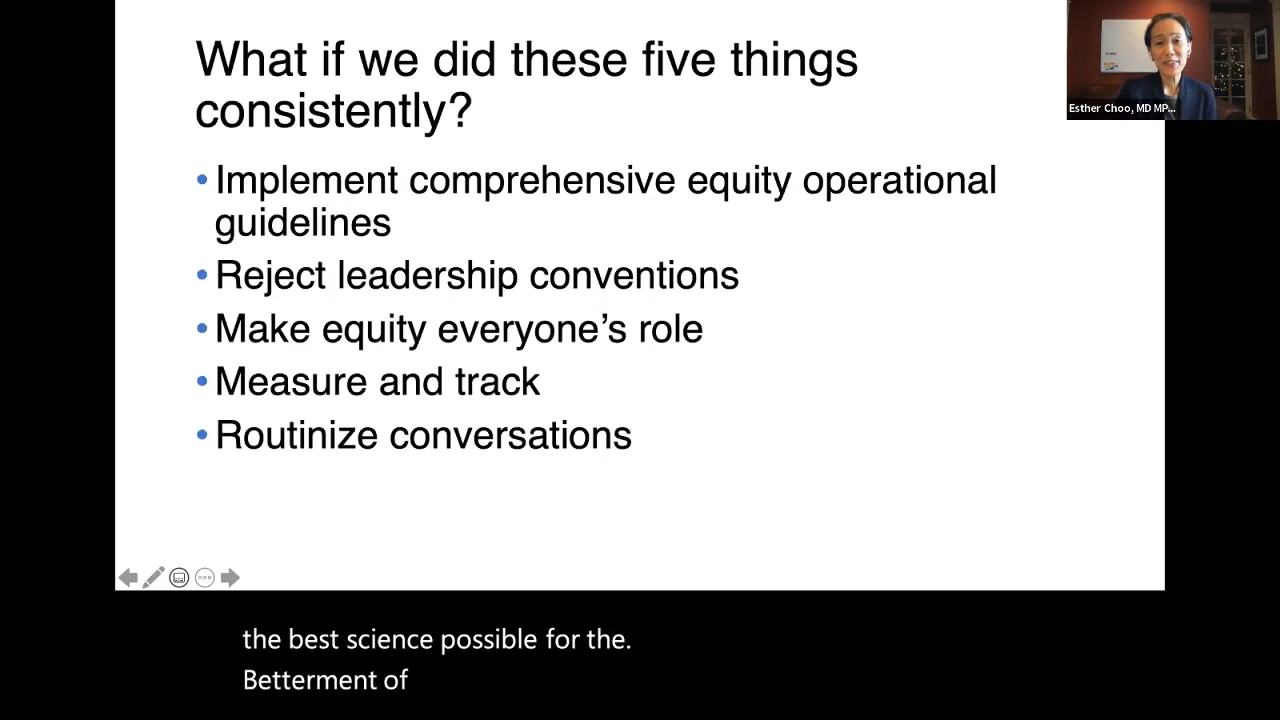 What if we did these five things
consistently?
• Implement comprehensive equity operational
guidelines
• Reject leadership conventions
• Make equity everyone’s role
• Measure and track
• Routinize conversations
Esther Choo, MD MP...
the best science possible for the.
Betterment of